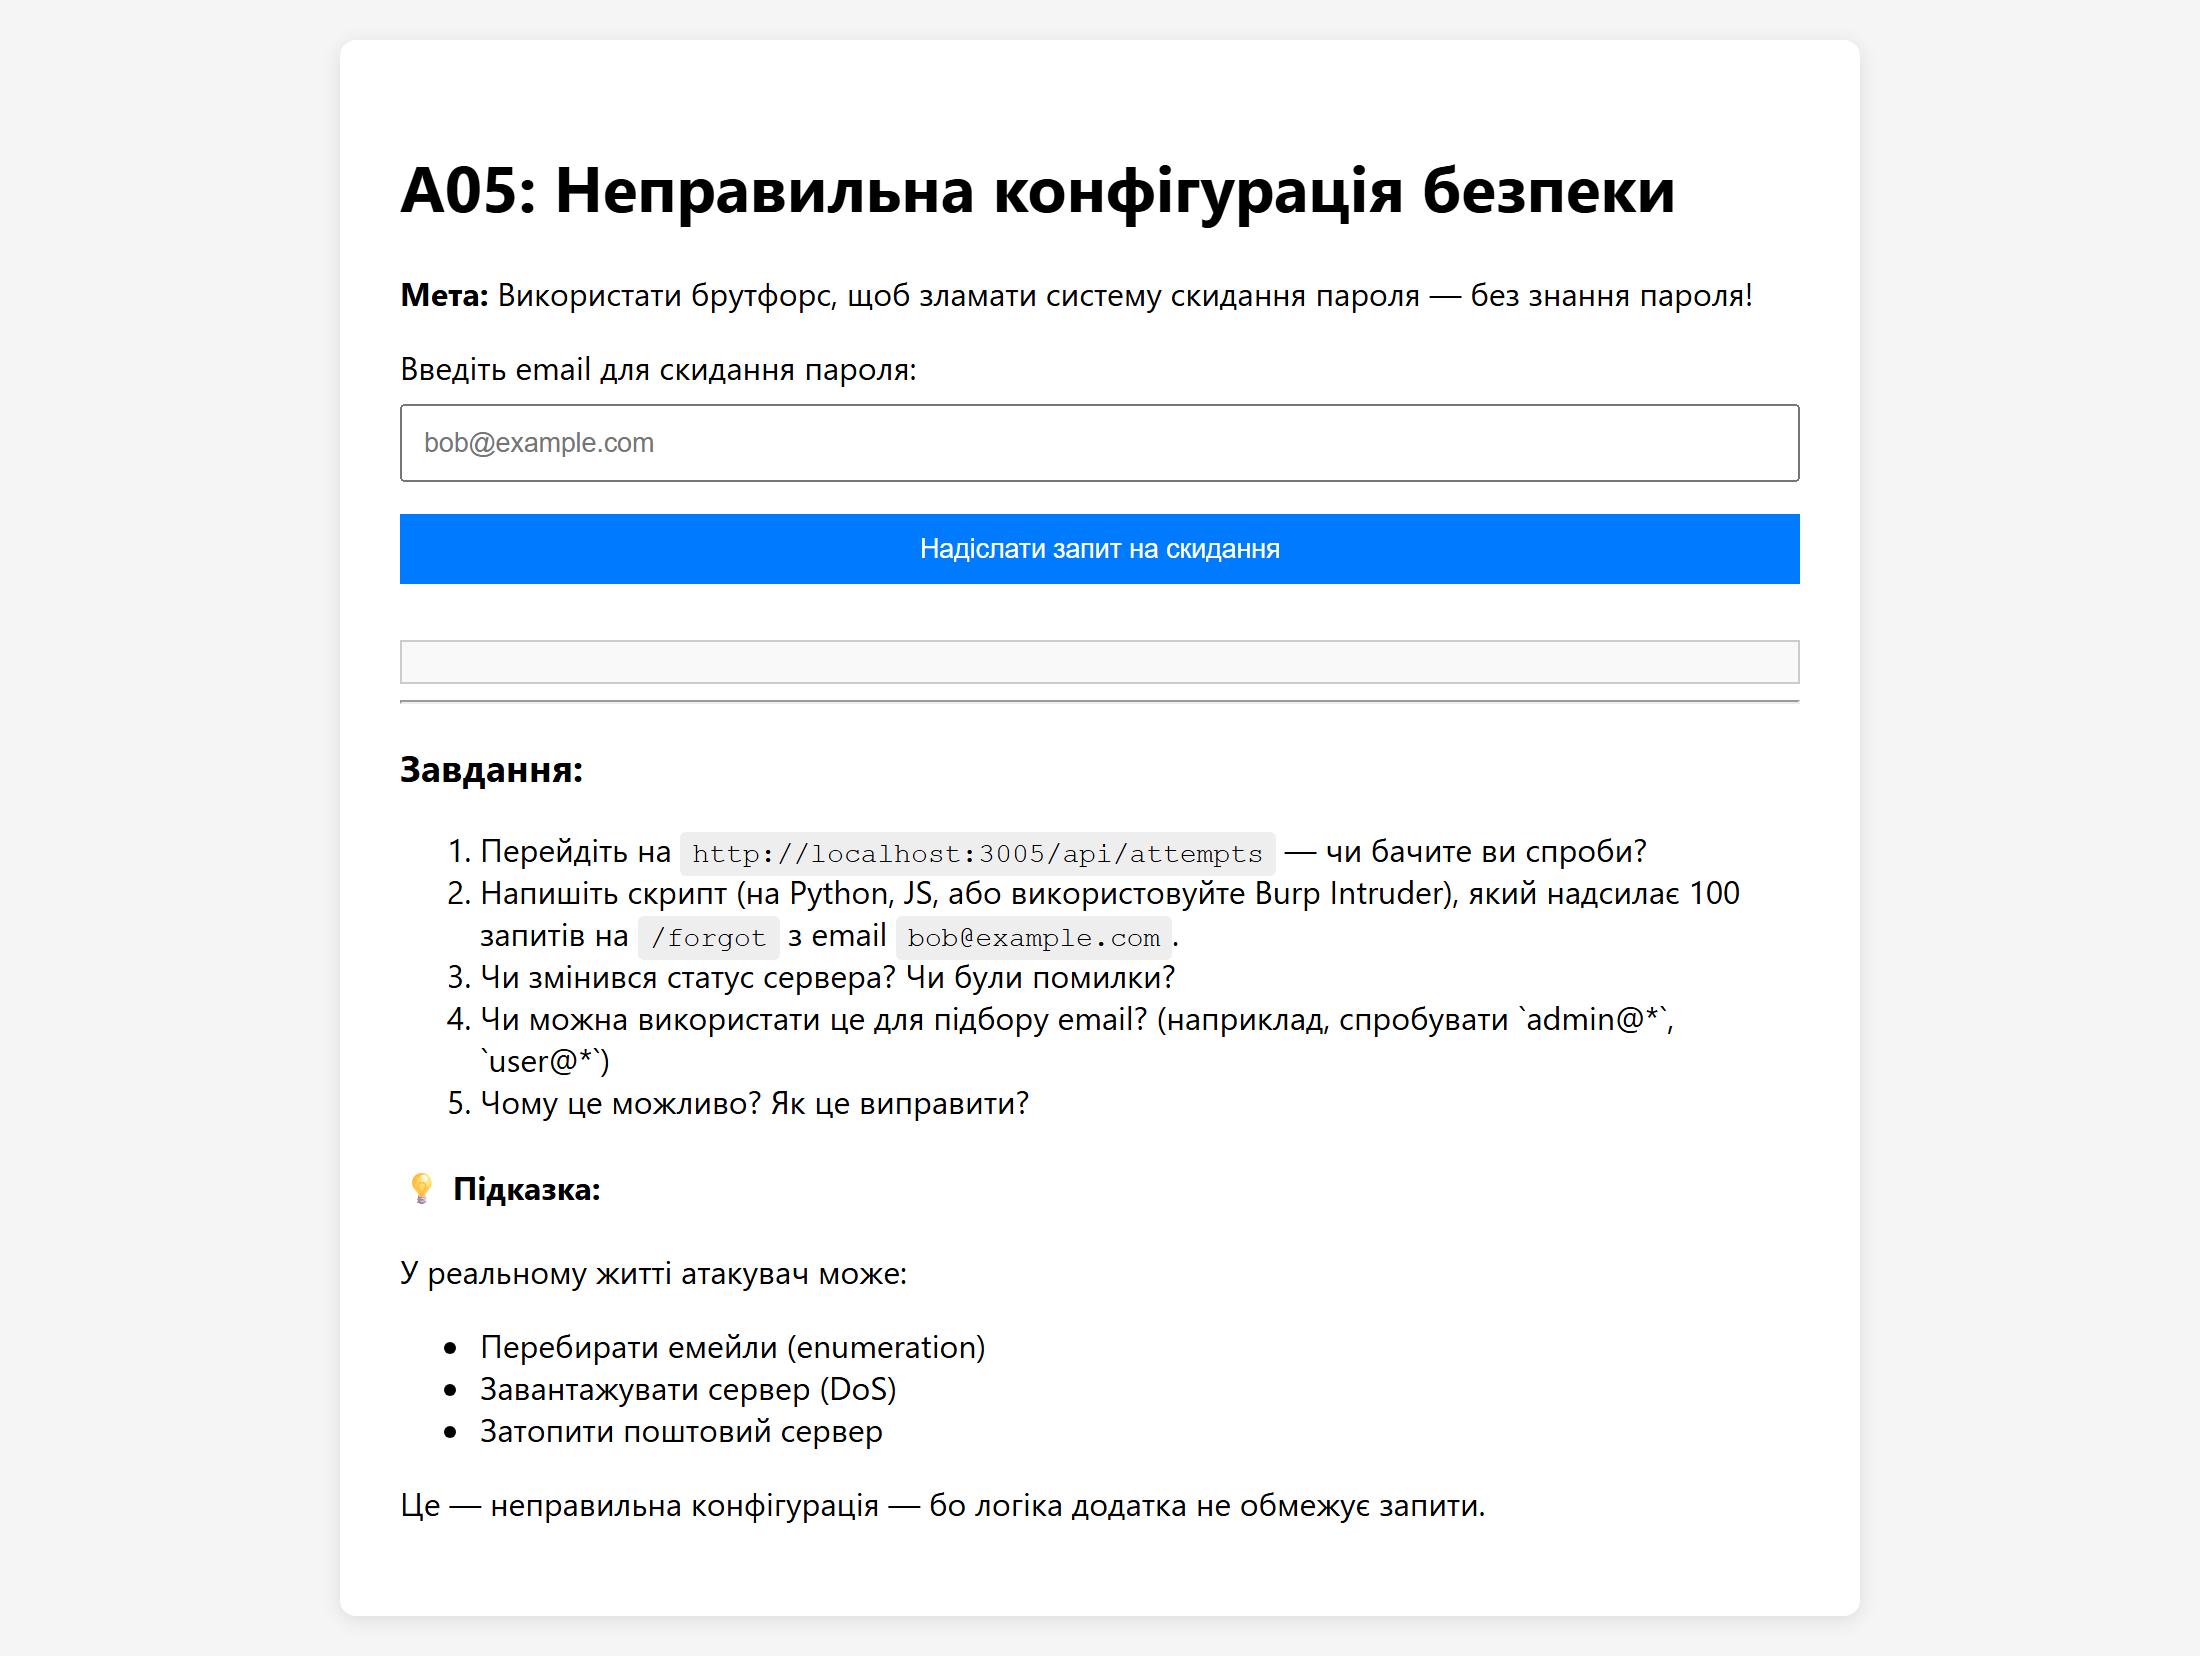 A05: Неправильна конфігурація безпеки
Мета: Використати брутфорс, щоб зламати систему скидання пароля — без знання пароля!
Введіть email для скидання пароля:
bob@example.com
Надіслати запит на скидання
Завдання:
1. Перейдіть на http://localhost:3005/api/attempts — чи бачите ви спроби?
2. Напишіть скрипт (на Python, JS, або використовуйте Burp Intruder), який надсилає 100
запитів на /forgot з email bob@example.com.
3. Чи змінився статус сервера? Чи були помилки?
4. Чи можна використати це для підбору email? (наприклад, спробувати `admin@*`,
`user@*`)
5. Чому це можливо? Як це виправити?
💡 Підказка:
У реальному житті атакувач може:
• Перебирати емейли (enumeration)
• Завантажувати сервер (DoS)
• Затопити поштовий сервер
Це — неправильна конфігурація — бо логіка додатка не обмежує запити.